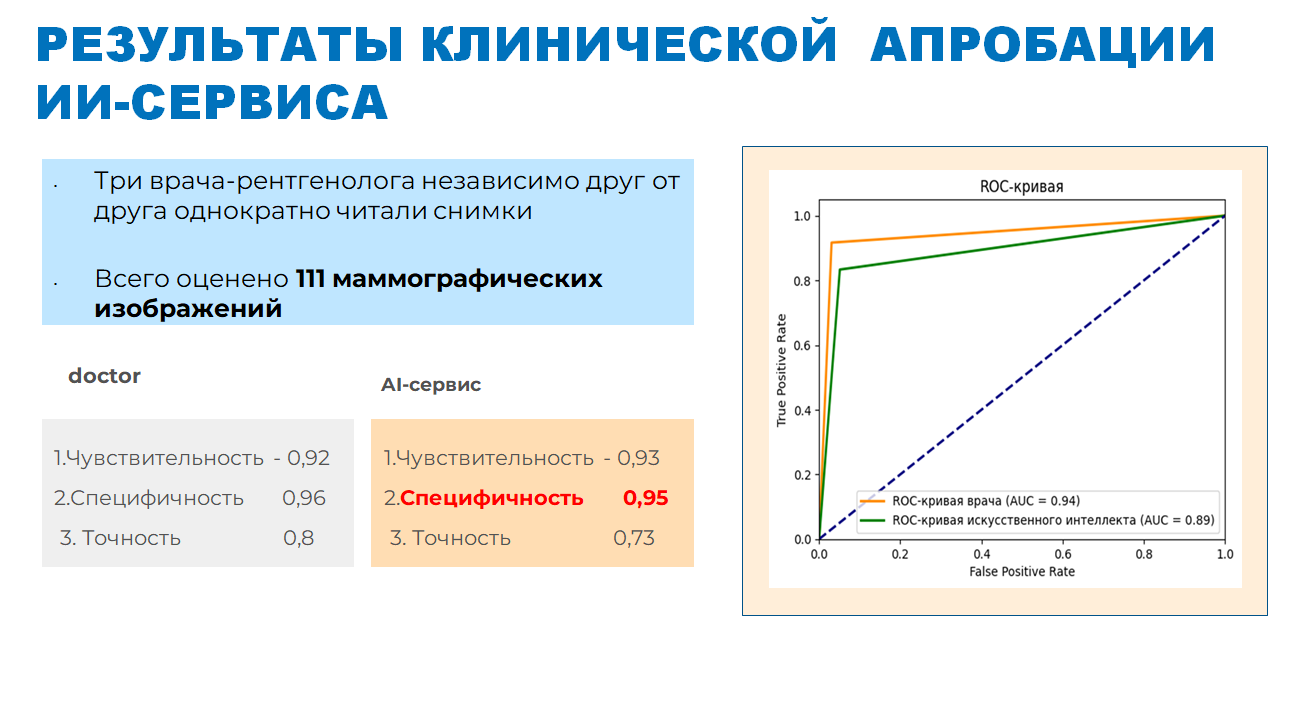 РЕЗУЛЬТАТЫ КЛИНИЧЕСКОЙ АПРОБАЦИИ
ИИ-СЕРВИСА
· Три врача-рентгенолога независимо друг от
друга однократно читали снимки
· Всего оценено 111 маммографических
изображений
doctor
1.Чувствительность - 0,92
2.Специфичность 0,96
3. Точность 0,8
AI-сервис
1.Чувствительность - 0,93
2.Специфичность 0,95
3. Точность 0,73
ROC-кривая
True Positive Rate
1.0
0.8
0.6
0.4
0.2
0.0
ROC-кривая врача (AUC = 0.94)
ROC-кривая искусственного интеллекта (AUC = 0.89)
0.0 0.2 0.4 0.6 0.8 1.0
False Positive Rate